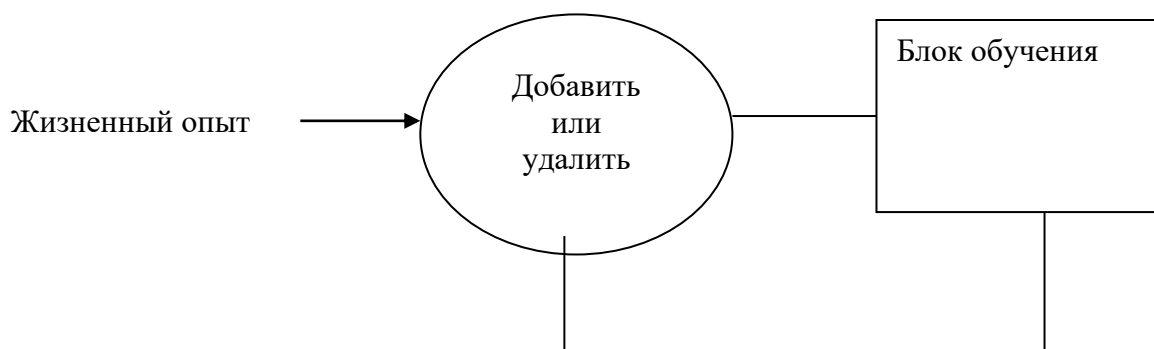 Жизненный опыт
Добавить
или
удалить
Блок обучения